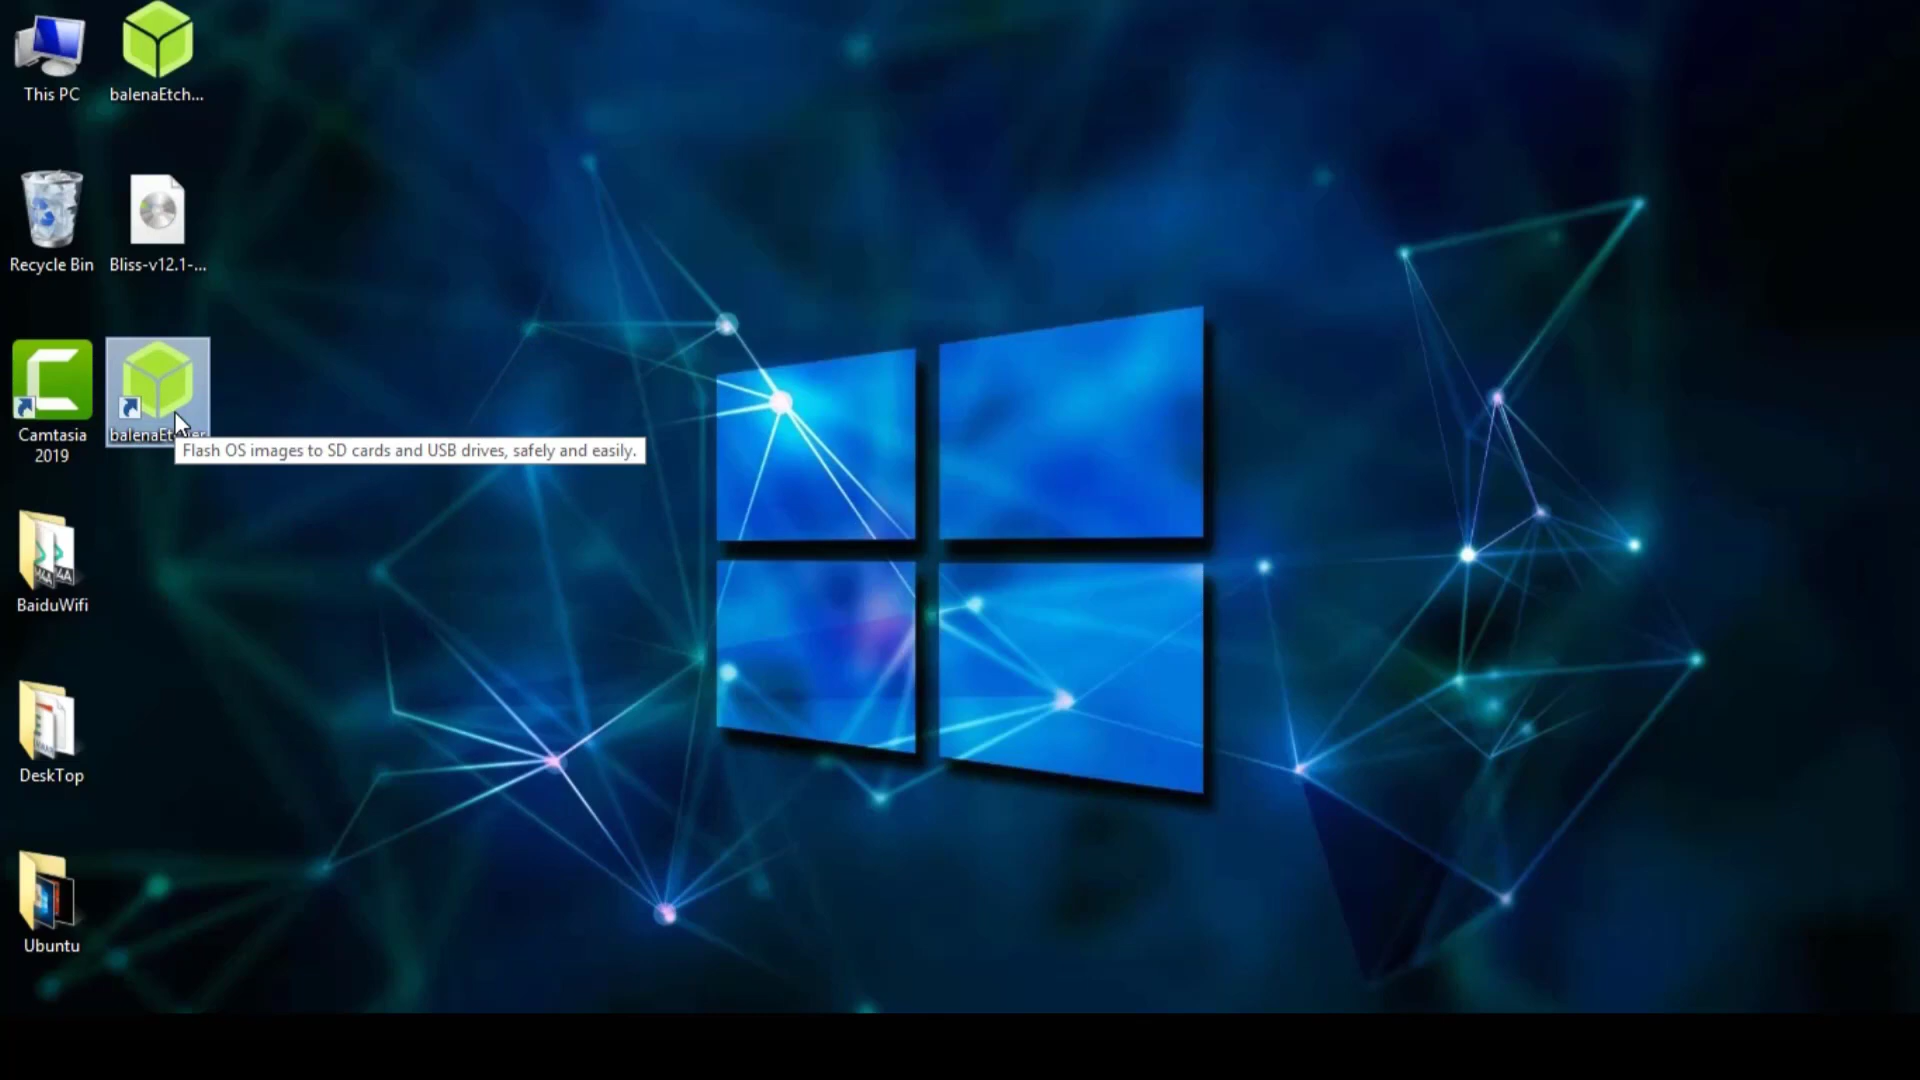 This PC
balenaEtch...
Recycle Bin
Bliss-v12.1-...
Camtasia
2019
balenaEtcher
Flash OS images to SD cards and USB drives, safely and easily.
BaiduWifi
DeskTop
Ubuntu